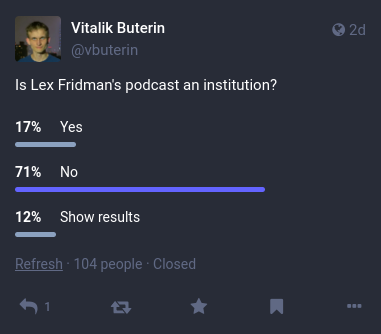 Vitalik Buterin
@vbuterin
2d
Is Lex Fridman's podcast an institution?
17% Yes
71% No
12% Show results
Refresh · 104 people · Closed
1